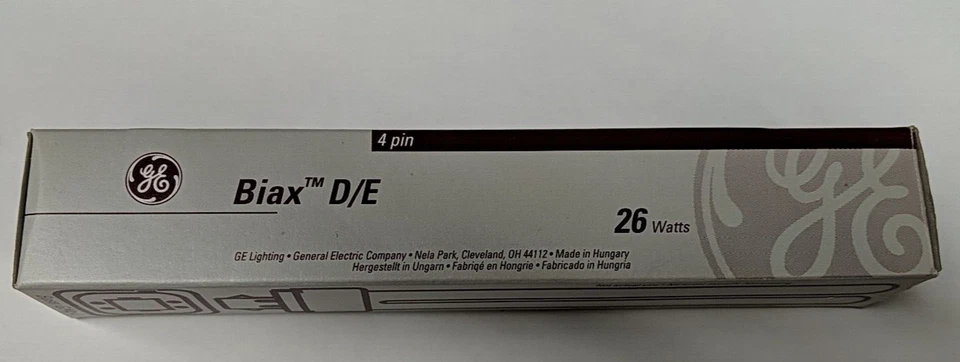 4 pin
GE
Biax™ D/E
26 Watts
GE Lighting • General Electric Company • Nela Park, Cleveland, OH 44112 • Made in Hungary
Hergestellt in Ungarn • Fabriqé en Hongrie • Fabricado in Hungria